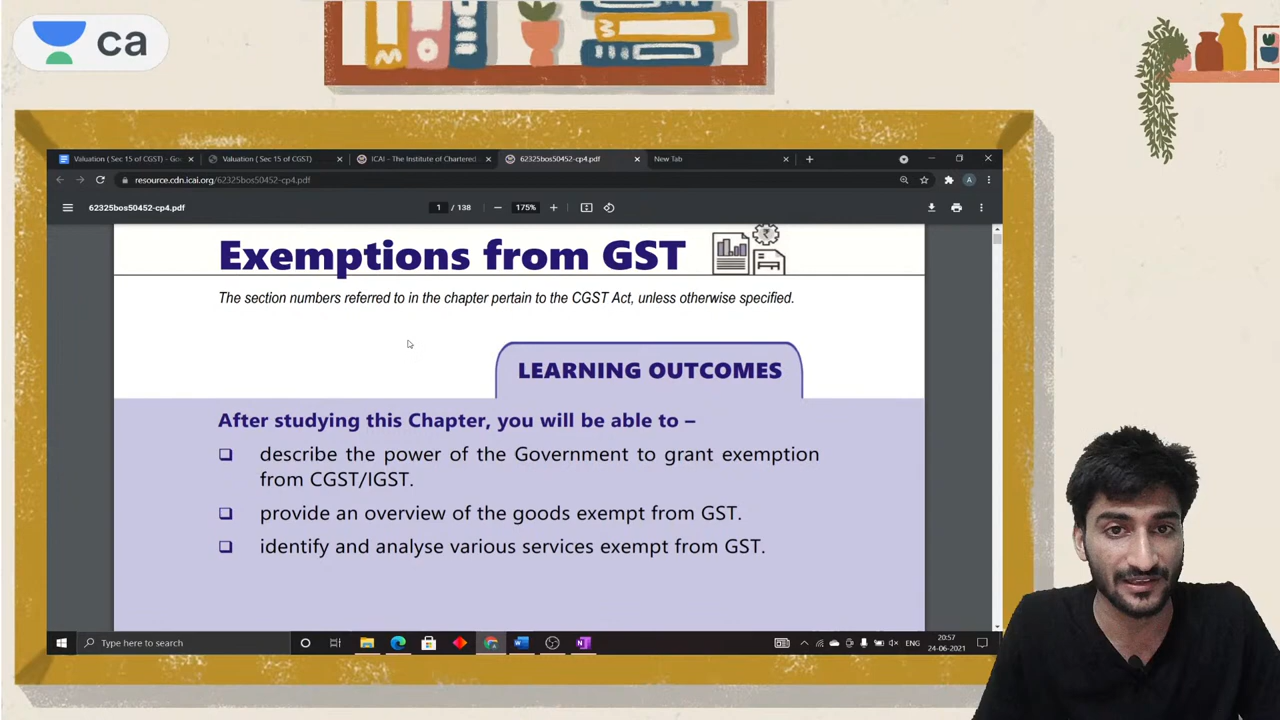 ca
Valuation ( Sec 15 of CGST) - Go
Valuation ( Sec 15 of CGST)
ICAI - The Institute of Chartered
62325bos50452-cp4.pdf
New Tab
resource.cdn.icai.org/62325bos50452-cp4.pdf
A
62325bos50452-cp4.pdf
1 / 138
175%
Exemptions from GST
The section numbers referred to in the chapter pertain to the CGST Act, unless otherwise specified.
LEARNING OUTCOMES
After studying this Chapter, you will be able to –
describe the power of the Government to grant exemption
from CGST/IGST.
provide an overview of the goods exempt from GST.
identify and analyse various services exempt from GST.
Type here to search
ENG
20:57
24-06-2021